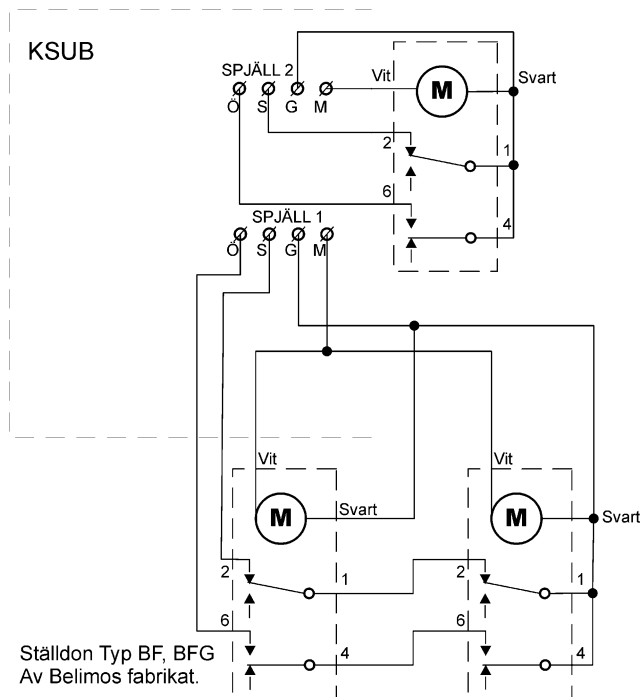 KSUB
SPJÄLL 2
Vit
M
Svart
Ö S G M
2
1
6
4
SPJÄLL 1
Ö S G M
Vit
Vit
M
Svart
M
Svart
2
1
2
1
6
4
6
4
Ställdon Typ BF, BFG
Av Belimos fabrikat.